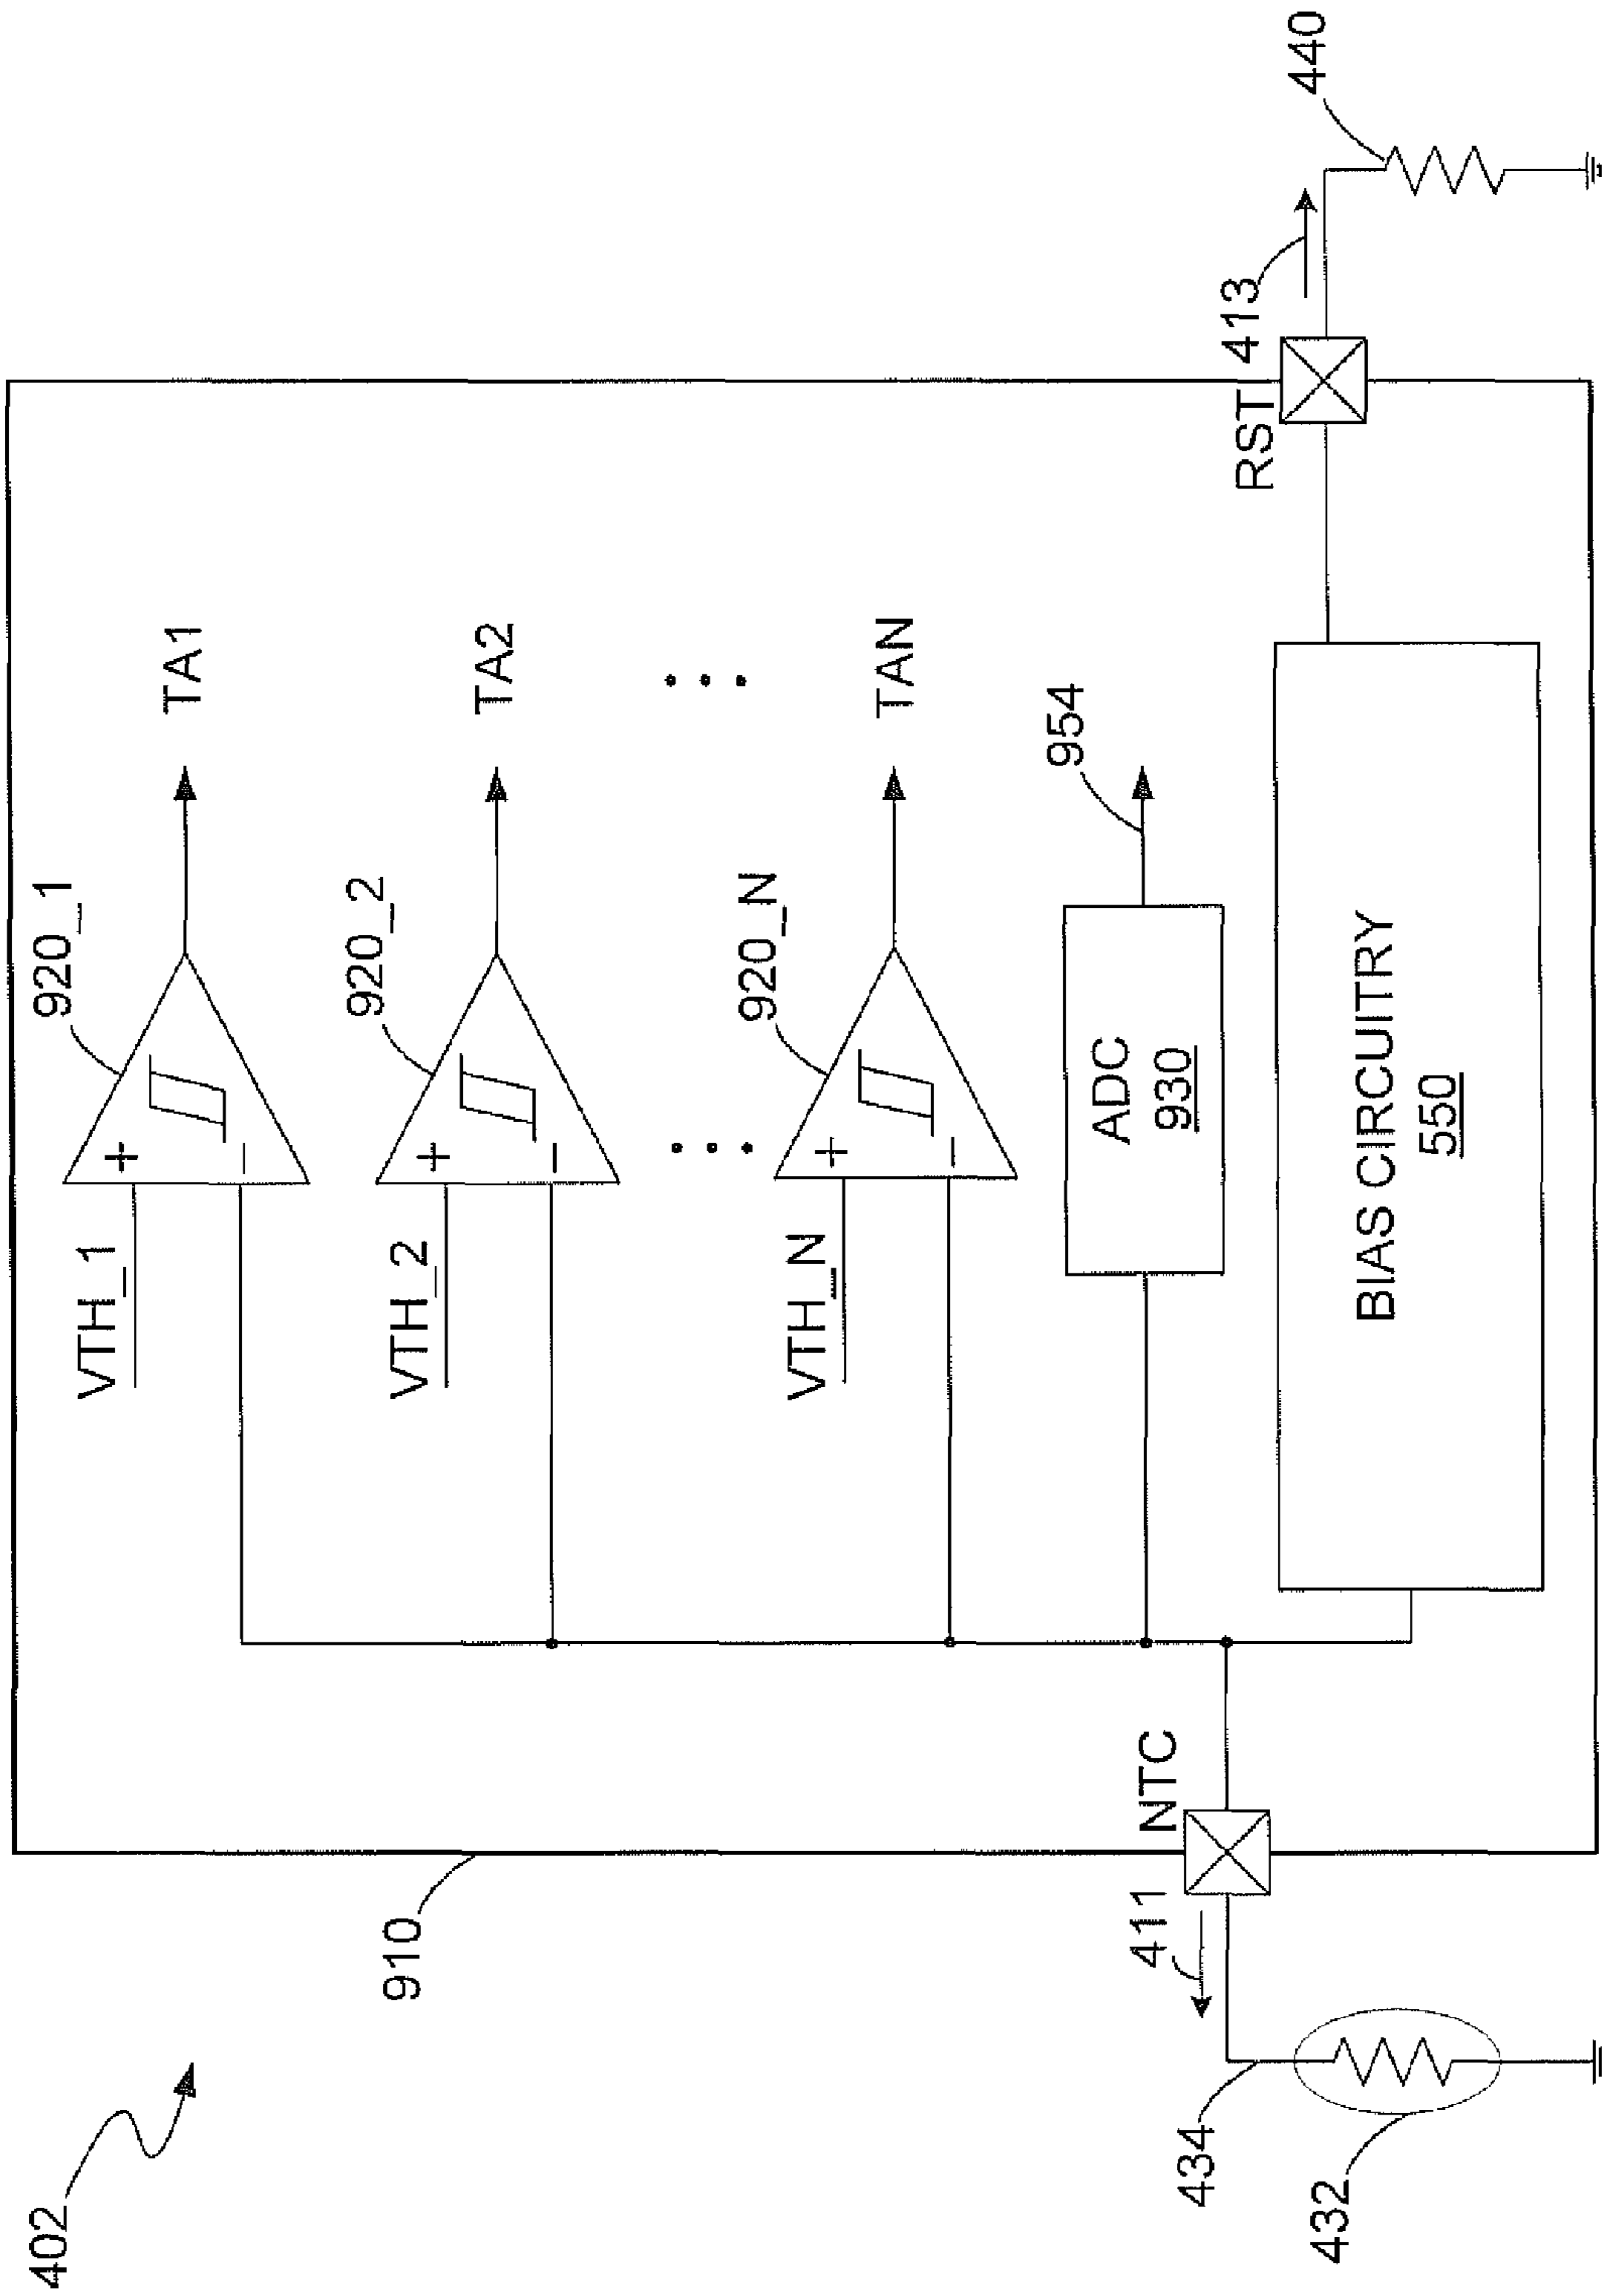 402
910
920_1
VTH_1
+
−
TA1
920_2
VTH_2
+
−
TA2
920_N
VTH_N
+
−
TAN
ADC
930
954
BIAS CIRCUITRY
550
NTC
411
434
432
RST
413
440